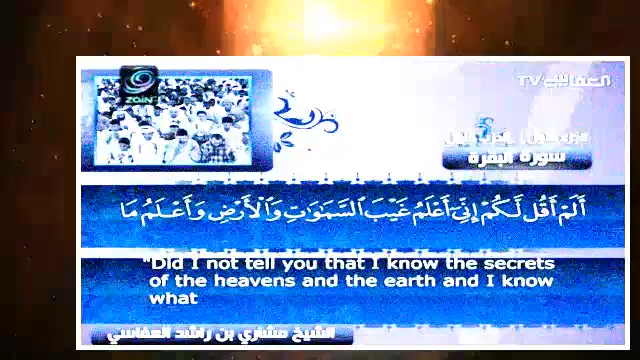 ZAiN
العفاسي TV
سورة البقرة
أَلَمْ أَقُل لَّكُمْ إِنِّىٓ أَعْلَمُ غَيْبَ السَّمَٰوَٰتِ وَالْأَرْضِ وَأَعْلَمُ مَا
"Did I not tell you that I know the secrets
of the heavens and the earth and I know
what
الشيخ مشاري بن راشد العفاسي